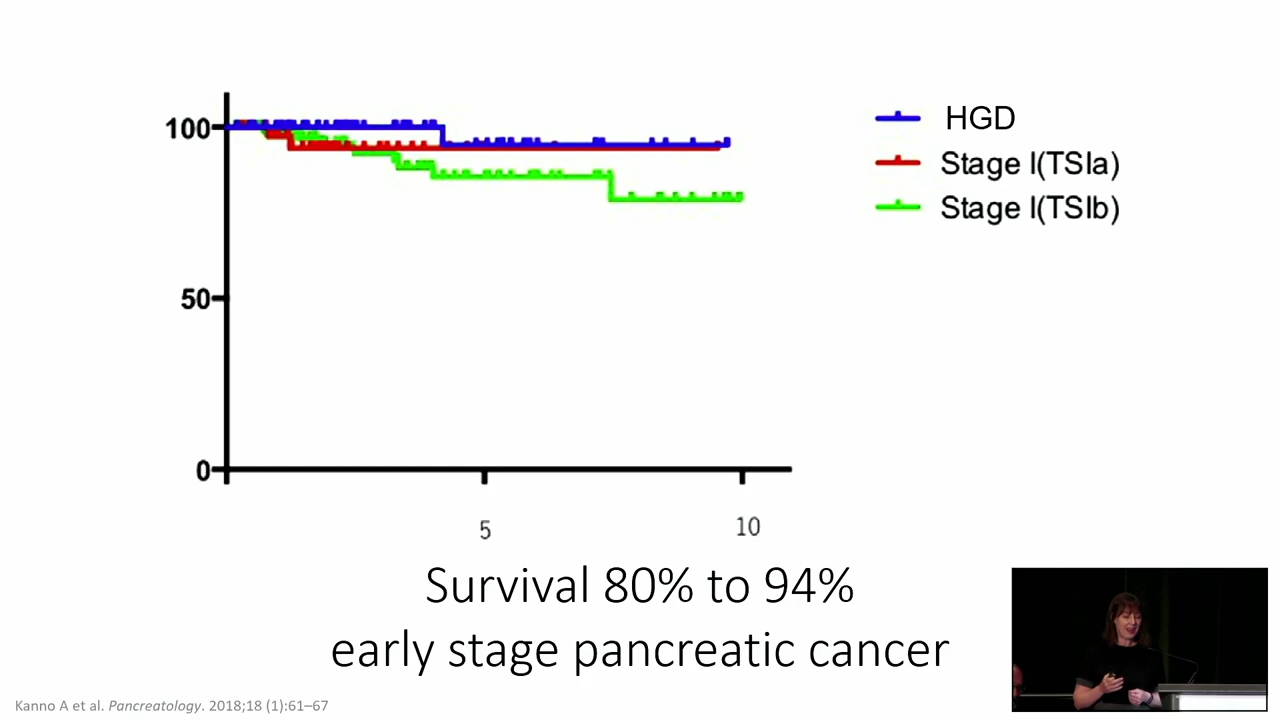 100
50
0
5
10
HGD
Stage I(TSIa)
Stage I(TSIb)
Survival 80% to 94%
early stage pancreatic cancer
Kanno A et al. Pancreatology. 2018;18 (1):61–67